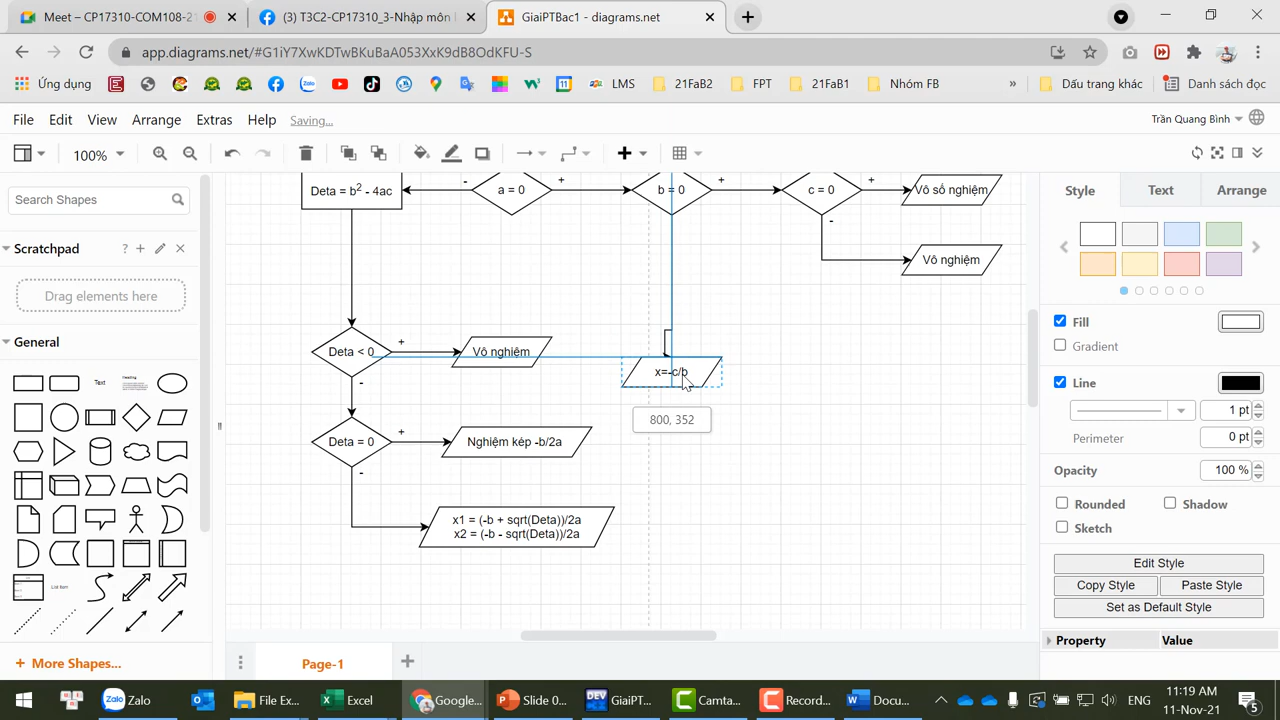 Meet – CP17310-COM108-2
(3) T3C2-CP17310_3-Nhập môn
GiaiPTBac1 - diagrams.net
app.diagrams.net/#G1iY7XwKDTwBKuBaA053XxK9dB8OdKFU-S
Ứng dụng
LMS
21FaB2
FPT
21FaB1
Nhóm FB
»
Dấu trang khác
Danh sách đọc
File Edit View Arrange Extras Help Saving...
Trần Quang Bình
100%
Search Shapes
Scratchpad
Drag elements here
General
Text
Heading
List Item
+ More Shapes...
Deta = b2 - 4ac
-
a = 0
+
b = 0
+
c = 0
+
Vô số nghiệm
-
Vô nghiệm
Deta < 0
+
Vô nghiệm
x=-c/b
-
800, 352
Deta = 0
+
Nghiệm kép -b/2a
-
x1 = (-b + sqrt(Deta))/2a
x2 = (-b - sqrt(Deta))/2a
Page-1
Style Text Arrange
Fill
Gradient
Line
1 pt
Perimeter
0 pt
Opacity
100 %
Rounded
Shadow
Sketch
Edit Style
Copy Style
Paste Style
Set as Default Style
Property
Value
Zalo
File Ex...
Excel
Google...
Slide 0...
GiaiPT...
Camta...
Recor...
Docu...
ENG
11:19 AM
11-Nov-21
5